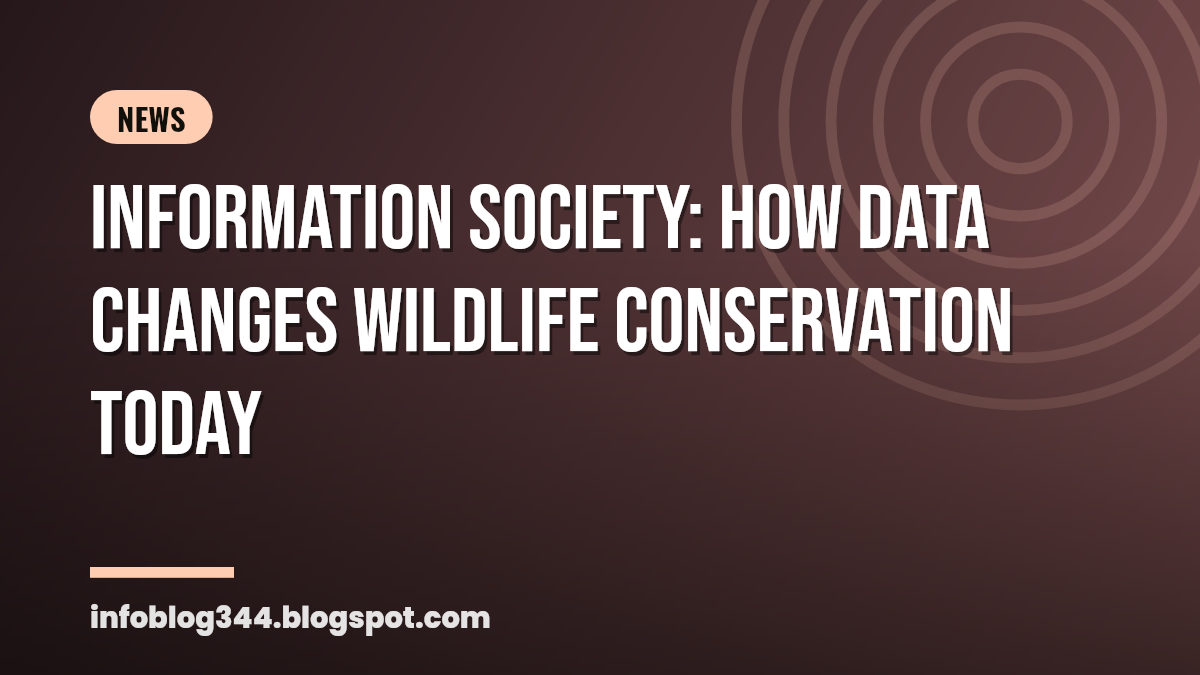 NEWS
INFORMATION SOCIETY: HOW DATA
CHANGES WILDLIFE CONSERVATION
TODAY
infoblog344.blogspot.com